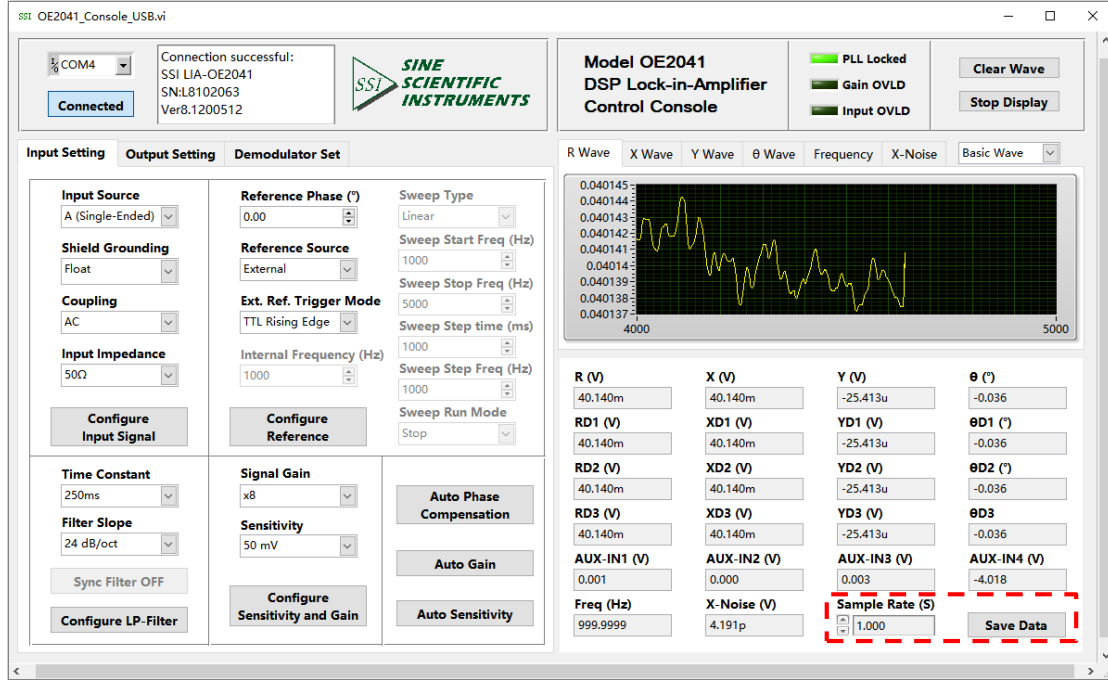 SSI OE2041_Console_USB.vi
COM4
Connected
Connection successful:
SSI LIA-OE2041
SN:L8102063
Ver8.1200512
SSI
SINE
SCIENTIFIC
INSTRUMENTS
Model OE2041
DSP Lock-in-Amplifier
Control Console
PLL Locked
Gain OVLD
Input OVLD
Clear Wave
Stop Display
Input Setting Output Setting Demodulator Set
Input Source
A (Single-Ended)
Shield Grounding
Float
Coupling
AC
Input Impedance
50Ω
Configure
Input Signal
Reference Phase (°)
0.00
Reference Source
External
Ext. Ref. Trigger Mode
TTL Rising Edge
Internal Frequency (Hz)
1000
Configure
Reference
Sweep Type
Linear
Sweep Start Freq (Hz)
1000
Sweep Stop Freq (Hz)
5000
Sweep Step time (ms)
1000
Sweep Step Freq (Hz)
1000
Sweep Run Mode
Stop
Time Constant
250ms
Filter Slope
24 dB/oct
Sync Filter OFF
Configure LP-Filter
Signal Gain
x8
Sensitivity
50 mV
Configure
Sensitivity and Gain
Auto Phase
Compensation
Auto Gain
Auto Sensitivity
R Wave X Wave Y Wave θ Wave Frequency X-Noise Basic Wave
0.040145
0.040144
0.040143
0.040142
0.040141
0.04014
0.040139
0.040138
0.040137
4000 5000
R (V) X (V) Y (V) θ (°)
40.140m 40.140m -25.413u -0.036
RD1 (V) XD1 (V) YD1 (V) θD1 (°)
40.140m 40.140m -25.413u -0.036
RD2 (V) XD2 (V) YD2 (V) θD2 (°)
40.140m 40.140m -25.413u -0.036
RD3 (V) XD3 (V) YD3 (V) θD3
40.140m 40.140m -25.413u -0.036
AUX-IN1 (V) AUX-IN2 (V) AUX-IN3 (V) AUX-IN4 (V)
0.001 0.000 0.003 -4.018
Freq (Hz) X-Noise (V) Sample Rate (S)
999.9999 4.191p 1.000 Save Data